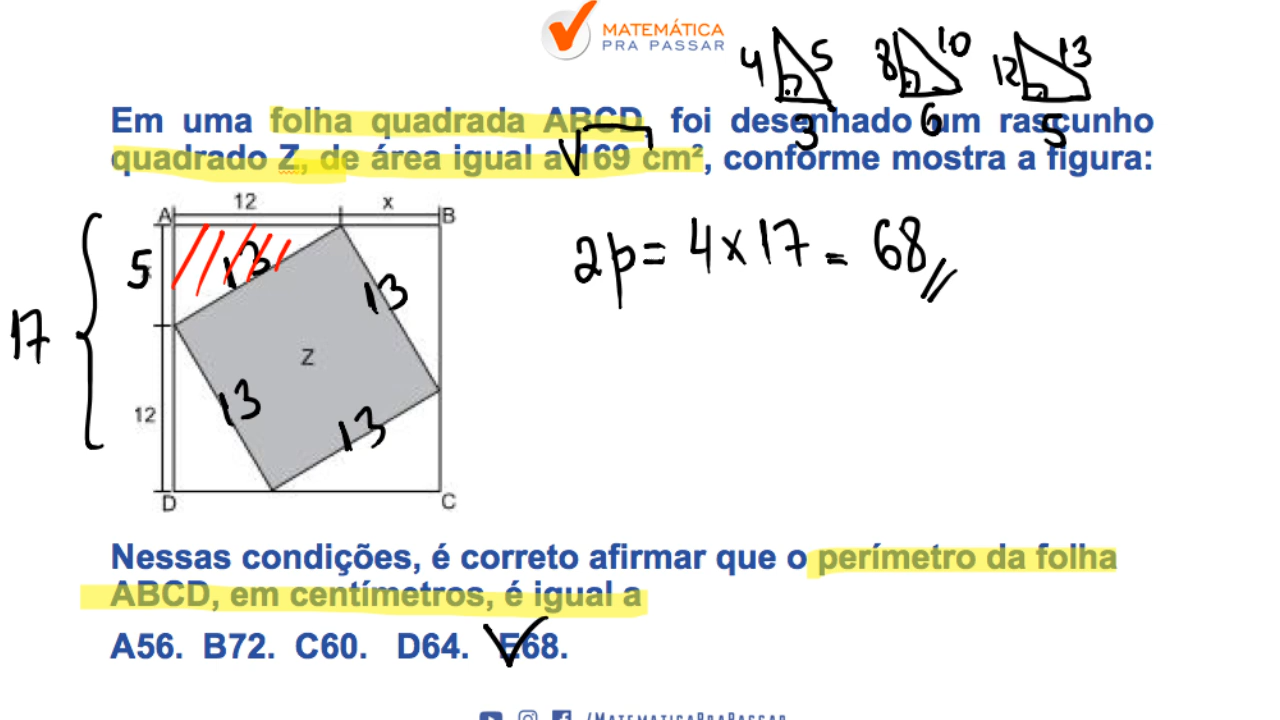 MATEMÁTICA
PRA PASSAR
4 5 3
8 10 6
12 13 5
Em uma folha quadrada ABCD, foi desenhado um rascunho
quadrado Z, de área igual a √169 cm², conforme mostra a figura:
A 12 x B
5 13
13
17
Z
12 13
13
D C
2p = 4 x 17 = 68
Nessas condições, é correto afirmar que o perímetro da folha
ABCD, em centímetros, é igual a
A56. B72. C60. D64. E68.
/MATEMATICAPRAPASSAR